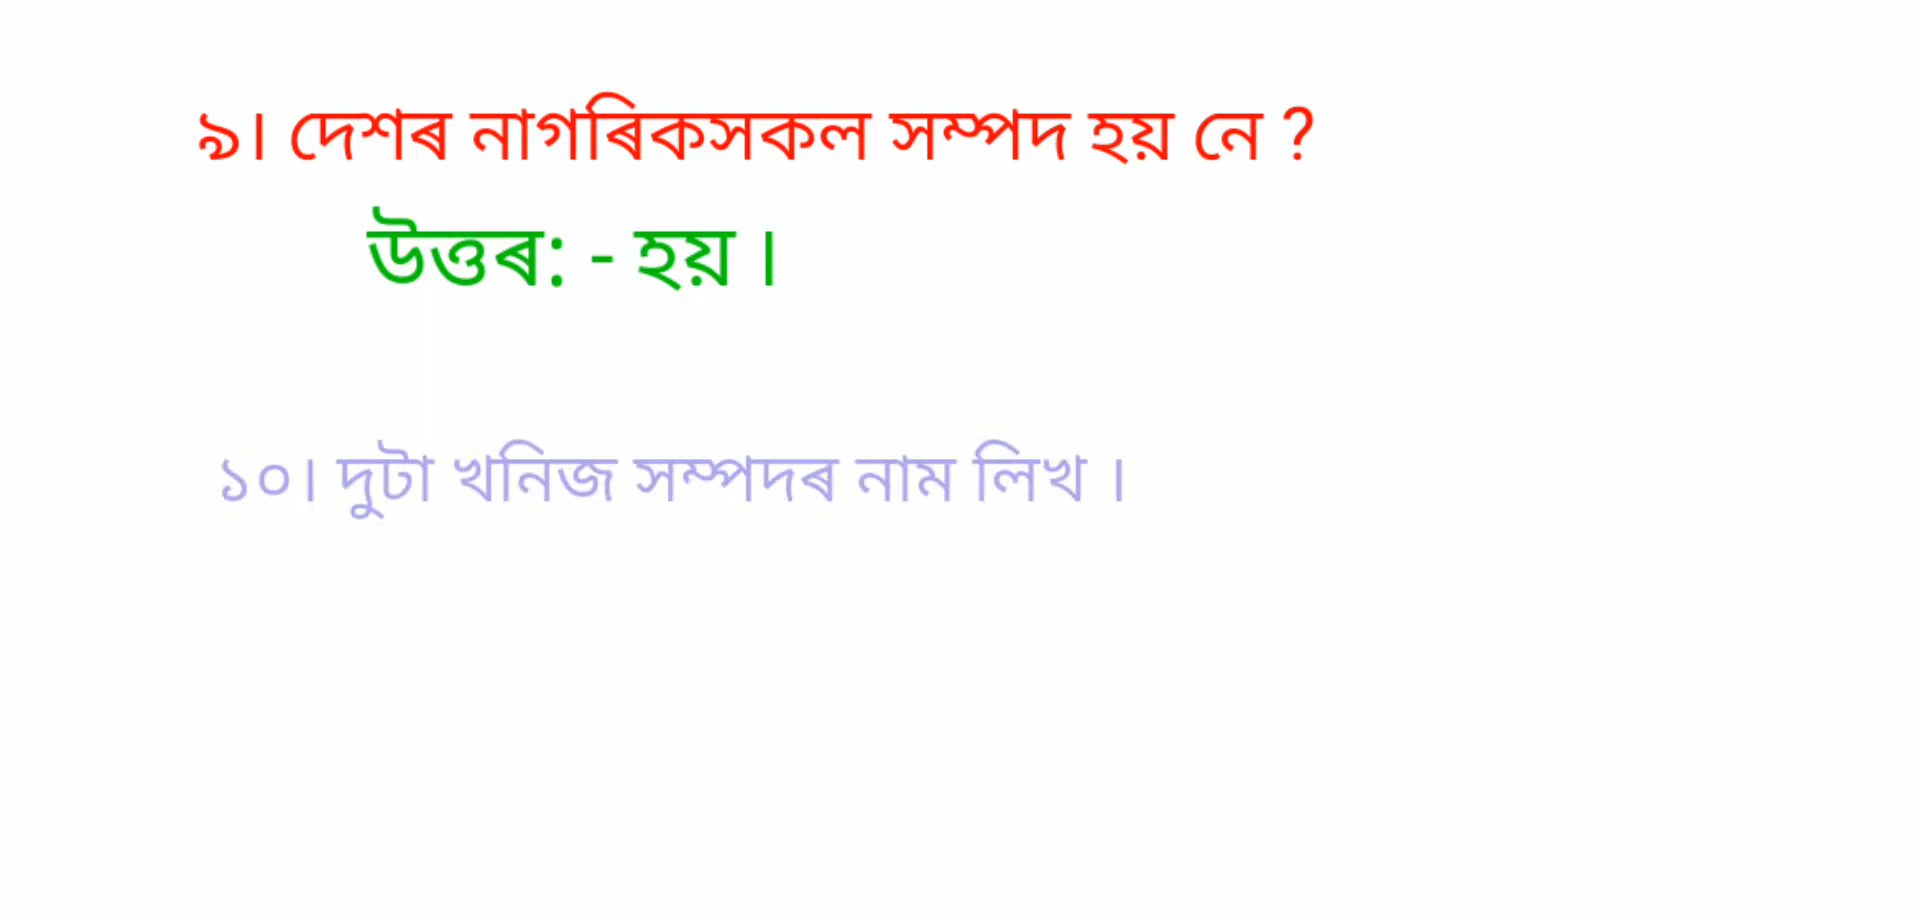 ৯। দেশৰ নাগৰিকসকল সম্পদ হয় নে ?
উত্তৰ: - হয় ।
১০। দুটা খনিজ সম্পদৰ নাম লিখ ।